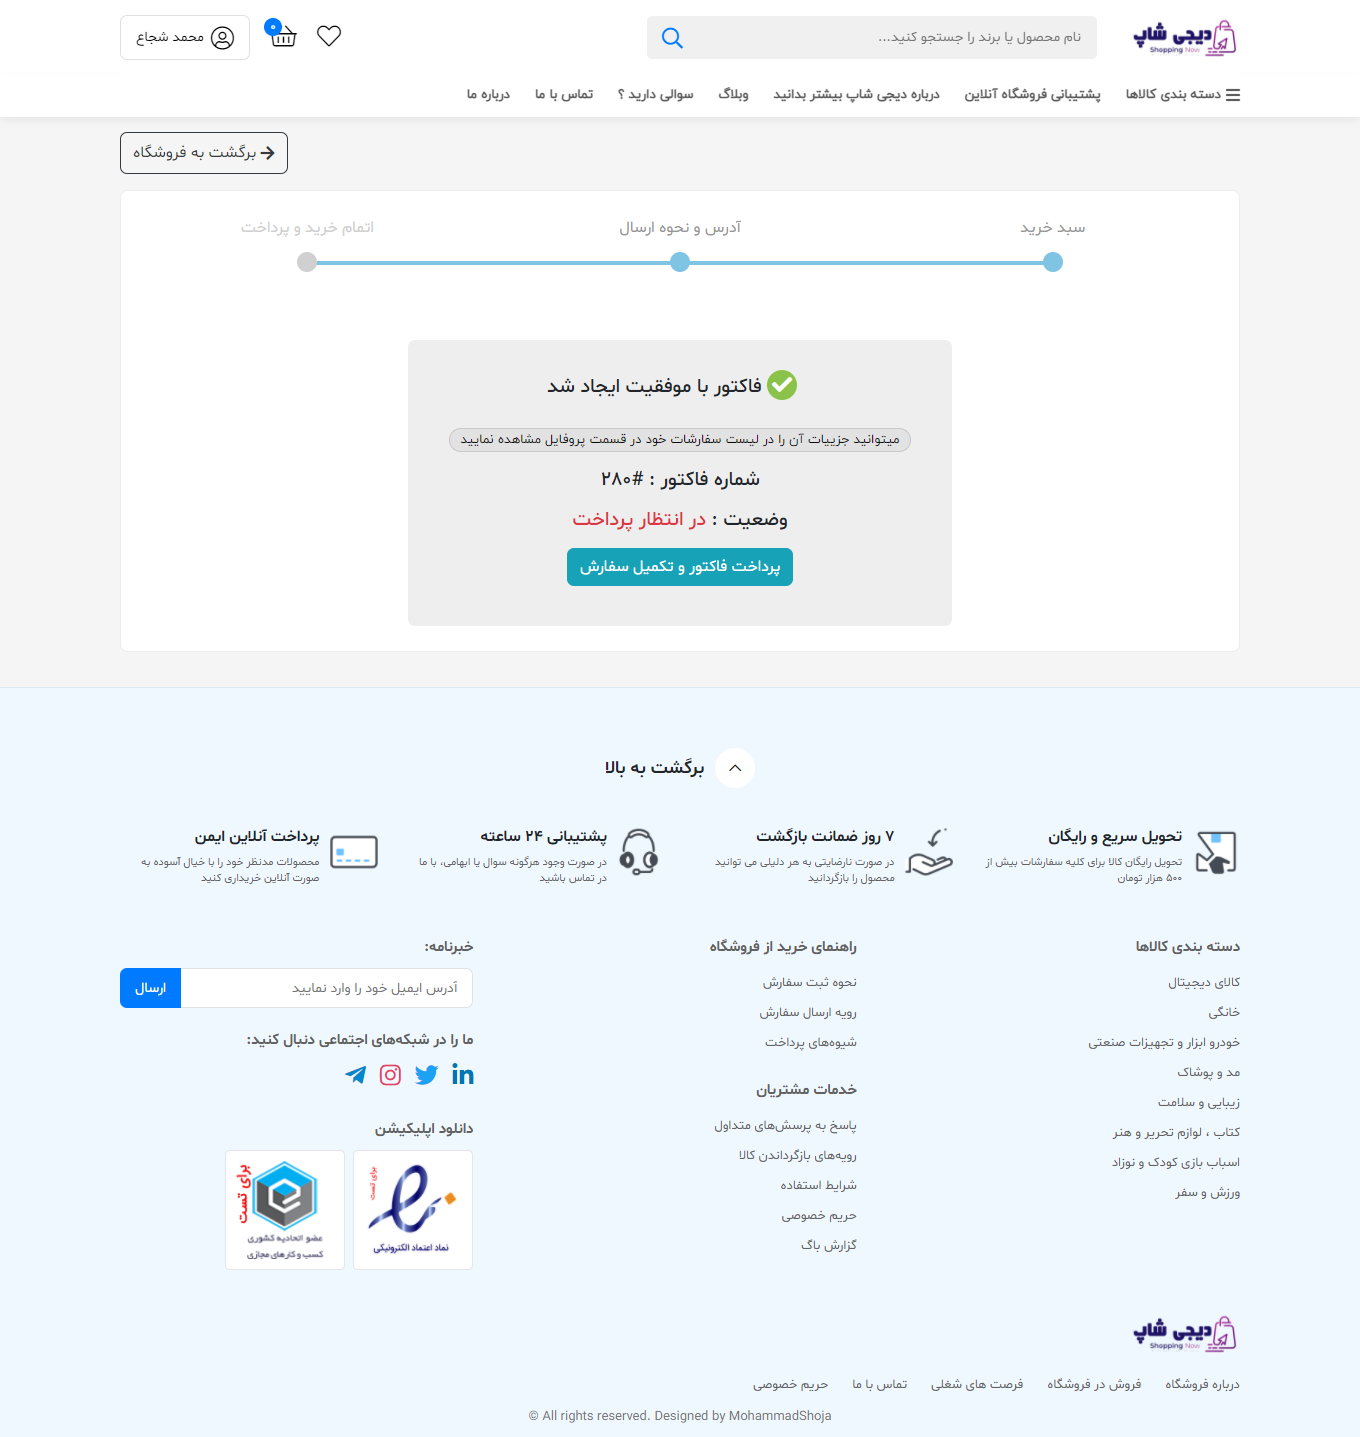 دیجی شاپ
Shopping Now
نام محصول یا برند را جستجو کنید...
۰
محمد شجاع
دسته بندی کالاها
پشتیبانی فروشگاه آنلاین
درباره دیجی شاپ بیشتر بدانید
وبلاگ
سوالی دارید ؟
تماس با ما
درباره ما
برگشت به فروشگاه
سبد خرید
آدرس و نحوه ارسال
اتمام خرید و پرداخت
فاکتور با موفقیت ایجاد شد
میتوانید جزییات آن را در لیست سفارشات خود در قسمت پروفایل مشاهده نمایید
شماره فاکتور : #۲۸۰
وضعیت : در انتظار پرداخت
پرداخت فاکتور و تکمیل سفارش
برگشت به بالا
تحویل سریع و رایگان
تحویل رایگان کالا برای کلیه سفارشات بیش از
۵۰۰ هزار تومان
۷ روز ضمانت بازگشت
در صورت نارضایتی به هر دلیلی می توانید
محصول را بازگردانید
پشتیبانی ۲۴ ساعته
در صورت وجود هرگونه سوال یا ابهامی، با ما
در تماس باشید
پرداخت آنلاین ایمن
محصولات مدنظر خود را با خیال آسوده به
صورت آنلاین خریداری کنید
دسته بندی کالاها
کالای دیجیتال
خانگی
خودرو ابزار و تجهیزات صنعتی
مد و پوشاک
زیبایی و سلامت
کتاب ، لوازم تحریر و هنر
اسباب بازی کودک و نوزاد
ورزش و سفر
راهنمای خرید از فروشگاه
نحوه ثبت سفارش
رویه ارسال سفارش
شیوه‌های پرداخت
خدمات مشتریان
پاسخ به پرسش‌های متداول
رویه‌های بازگرداندن کالا
شرایط استفاده
حریم خصوصی
گزارش باگ
خبرنامه:
آدرس ایمیل خود را وارد نمایید
ارسال
ما را در شبکه‌های اجتماعی دنبال کنید:
دانلود اپلیکیشن
برای تست
نماد اعتماد الکترونیکی
برای تست
عضو اتحادیه کشوری
کسب و کارهای مجازی
دیجی شاپ
Shopping Now
درباره فروشگاه
فروش در فروشگاه
فرصت های شغلی
تماس با ما
حریم خصوصی
© All rights reserved. Designed by MohammadShoja